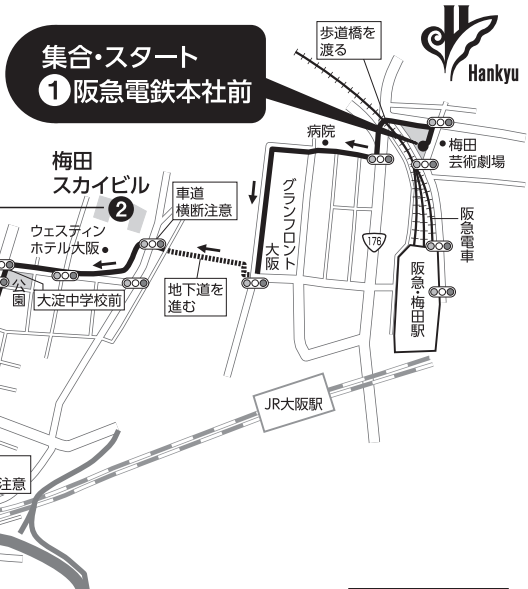 歩道橋を
渡る
Hankyu
集合・スタート
①阪急電鉄本社前
病院
梅田
芸術劇場
梅田
スカイビル
❷
車道
横断注意
グランフロント
大阪
176
阪急電車
ウェスティン
ホテル大阪
公園
大淀中学校前
地下道を
進む
阪急・梅田駅
JR大阪駅
注意